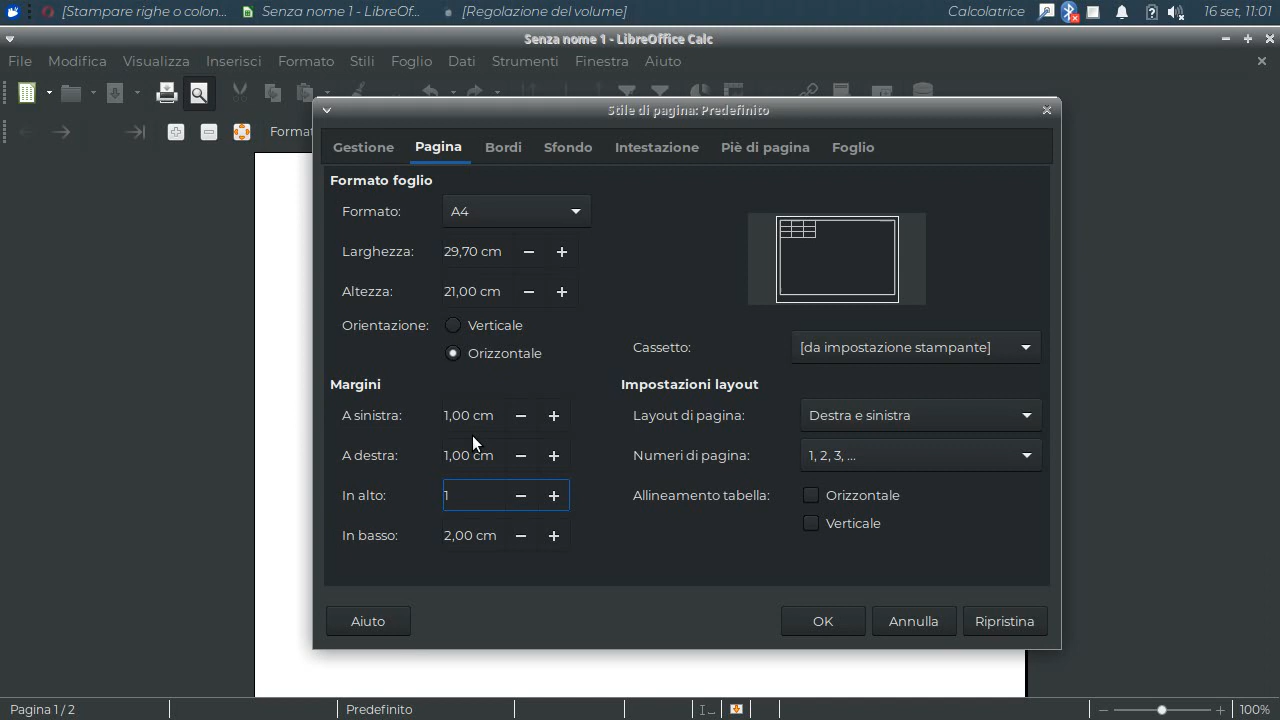 [Stampare righe o colon... Senza nome 1 - LibreOf... [Regolazione del volume] Calcolatrice 16 set, 11:01
Senza nome 1 - LibreOffice Calc
File Modifica Visualizza Inserisci Formato Stili Foglio Dati Strumenti Finestra Aiuto
Stile di pagina: Predefinito
Format
Gestione Pagina Bordi Sfondo Intestazione Piè di pagina Foglio
Formato foglio
Formato: A4
Larghezza: 29,70 cm
Altezza: 21,00 cm
Orientazione: Verticale
Orizzontale
Cassetto: [da impostazione stampante]
Margini Impostazioni layout
A sinistra: 1,00 cm Layout di pagina: Destra e sinistra
A destra: 1,00 cm Numeri di pagina: 1, 2, 3, ...
In alto: 1 Allineamento tabella: Orizzontale
Verticale
In basso: 2,00 cm
Aiuto OK Annulla Ripristina
Pagina 1 / 2 Predefinito 100%